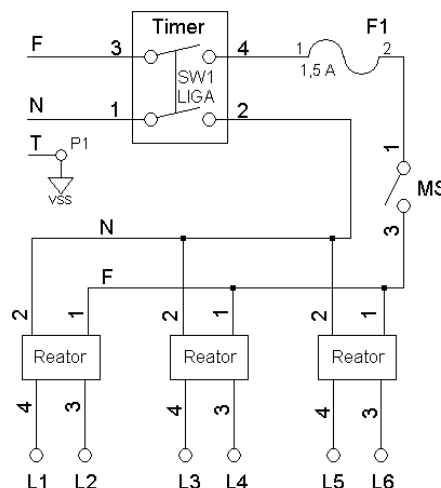 Timer
F 3 4 1 F1 2
1,5 A
SW1
LIGA
N 1 2
T P1
VSS
1
MS
3
N
F
2 1 2 1 2 1
Reator Reator Reator
4 3 4 3 4 3
L1 L2 L3 L4 L5 L6